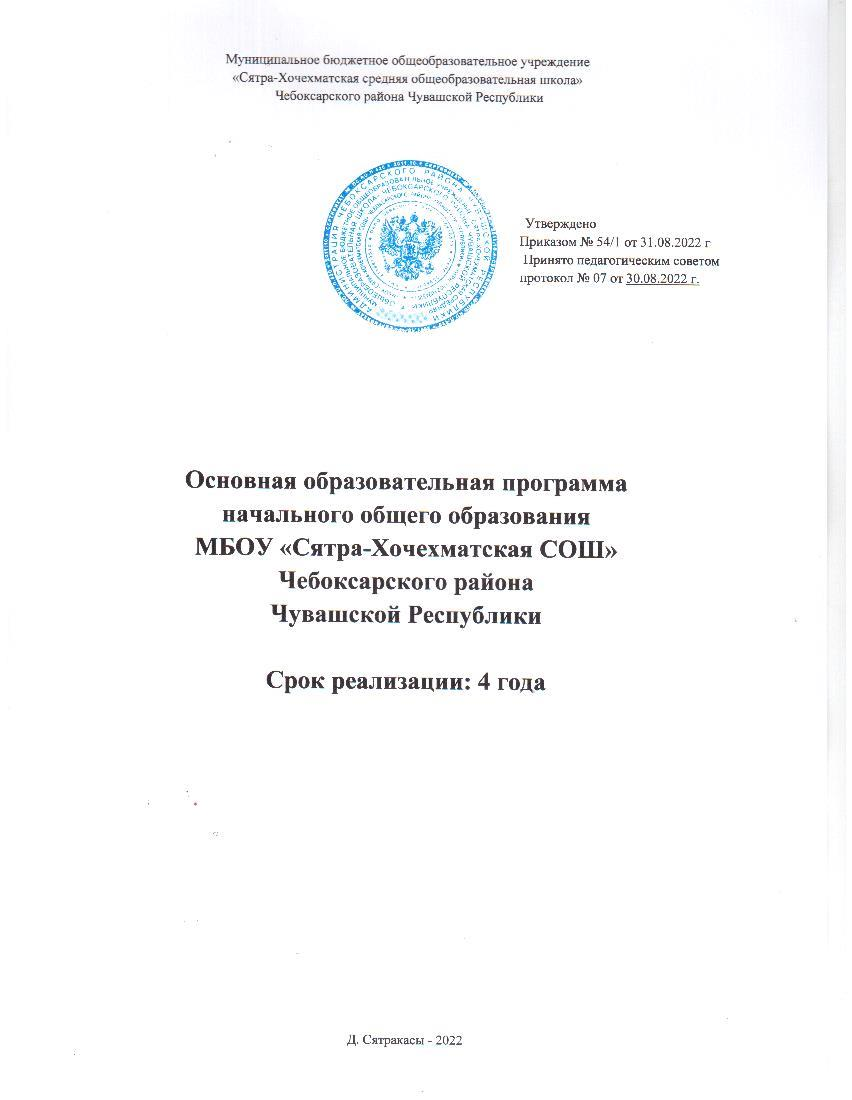 Муниципальное бюджетное общеобразовательное учреждение
«Сятра-Хочехматская средняя общеобразовательная школа»
Чебоксарского района Чувашской Республики
Утверждено
Приказом № 54/1 от 31.08.2022 г
Принято педагогическим советом
протокол № 07 от 30.08.2022 г.
Основная образовательная программа
начального общего образования
МБОУ «Сятра-Хочехматская СОШ»
Чебоксарского района
Чувашской Республики
Срок реализации: 4 года
Д. Сятракасы - 2022